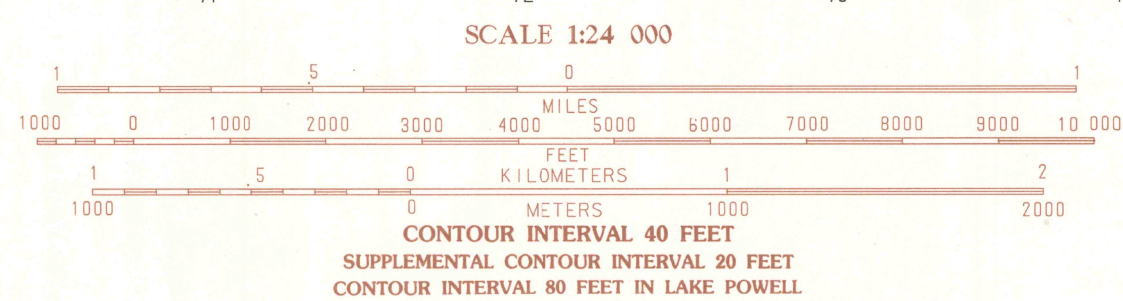 SCALE 1:24 000
1 .5 0 1
MILES
1000 0 1000 2000 3000 4000 5000 6000 7000 8000 9000 10 000
FEET
1 .5 0 KILOMETERS 1 2
1000 0 METERS 1000 2000
CONTOUR INTERVAL 40 FEET
SUPPLEMENTAL CONTOUR INTERVAL 20 FEET
CONTOUR INTERVAL 80 FEET IN LAKE POWELL